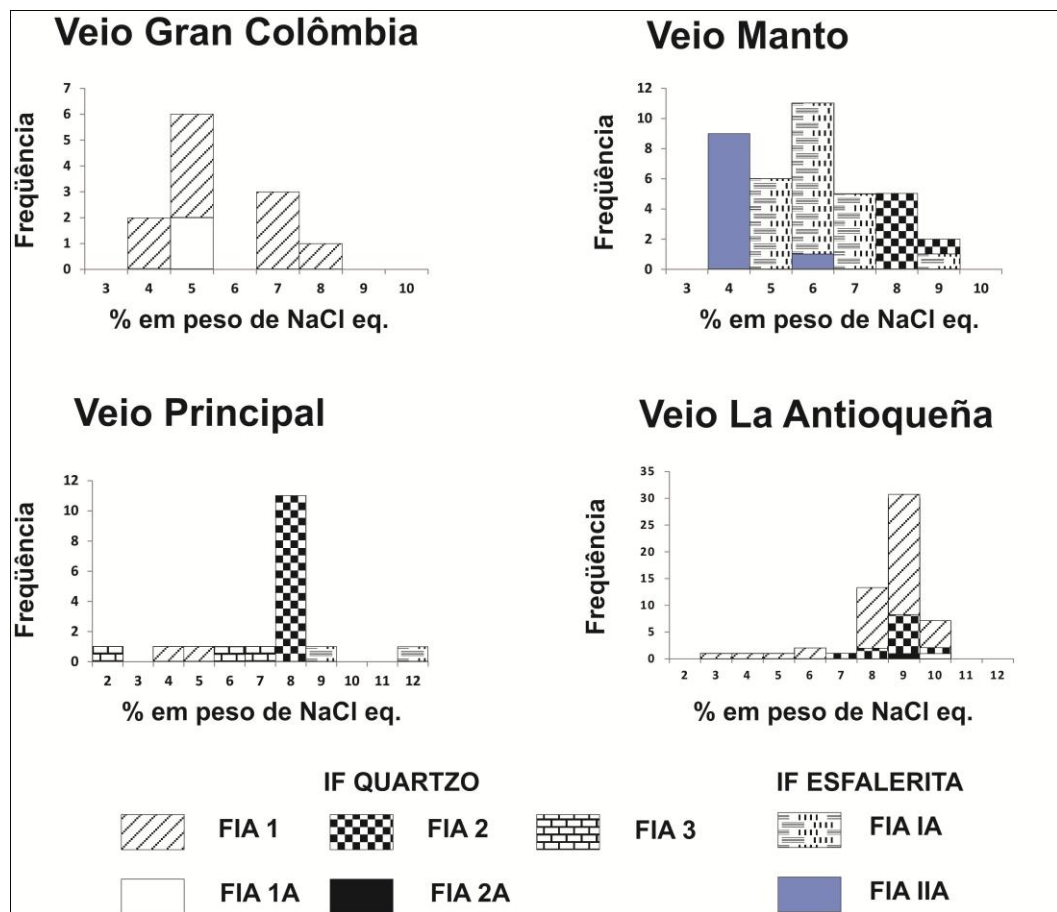 Veio Gran Colômbia
Freqüência
7
6
5
4
3
2
1
0
3 4 5 6 7 8 9 10
% em peso de NaCl eq.
Veio Manto
Freqüência
12
10
8
6
4
2
0
3 4 5 6 7 8 9 10
% em peso de NaCl eq.
Veio Principal
Freqüência
12
10
8
6
4
2
0
2 3 4 5 6 7 8 9 10 11 12
% em peso de NaCl eq.
Veio La Antioqueña
Freqüência
35
30
25
20
15
10
5
0
2 3 4 5 6 7 8 9 10 11 12
% em peso de NaCl eq.
IF QUARTZO
FIA 1 FIA 2 FIA 3
FIA 1A FIA 2A
IF ESFALERITA
FIA IA
FIA IIA